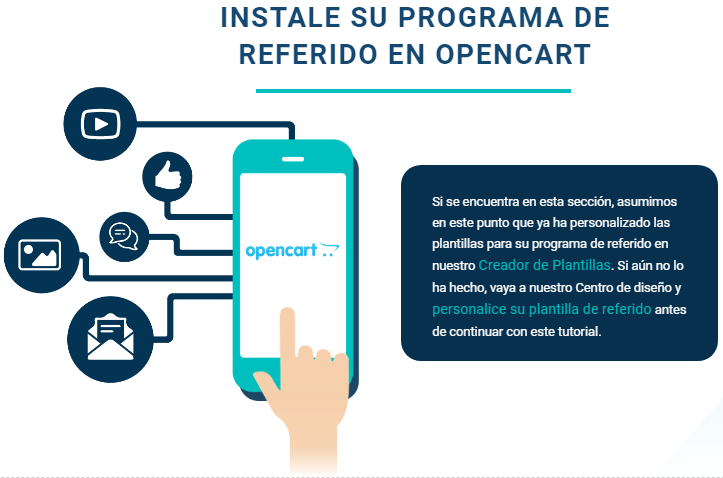 INSTALE SU PROGRAMA DE
REFERIDO EN OPENCART
opencart
Si se encuentra en esta sección, asumimos
en este punto que ya ha personalizado las
plantillas para su programa de referido en
nuestro Creador de Plantillas. Si aún no lo
ha hecho, vaya a nuestro Centro de diseño y
personalice su plantilla de referido antes
de continuar con este tutorial.